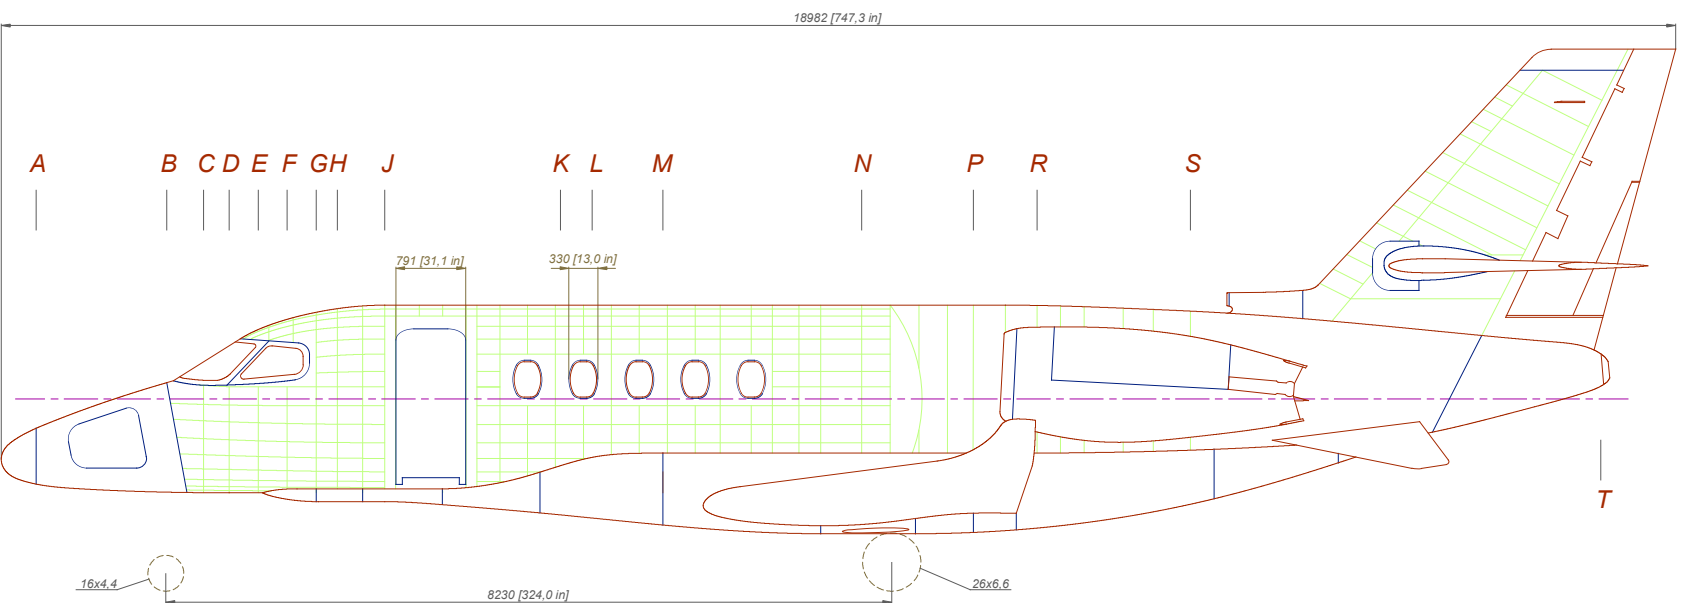 18982 [747,3 in]
A B C D E F G H J K L M N P R S
791 [31,1 in]
330 [13,0 in]
T
16x4,4
26x6,6
8230 [324,0 in]